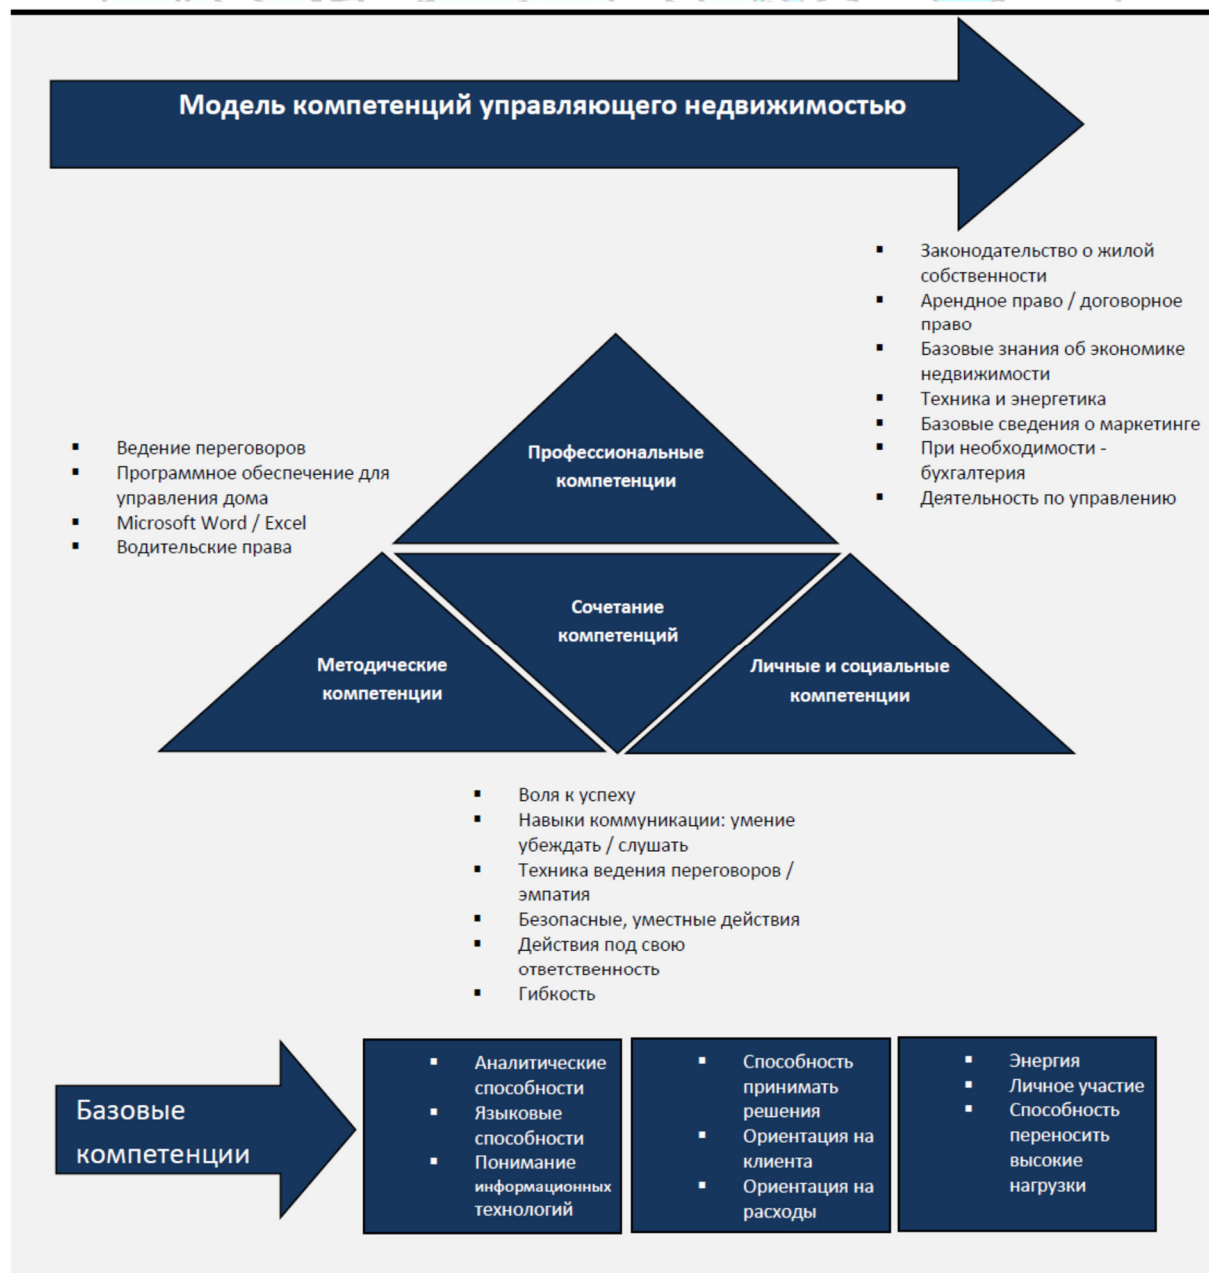 Модель компетенций управляющего недвижимостью
▪ Законодательство о жилой
собственности
▪ Арендное право / договорное
право
▪ Базовые знания об экономике
недвижимости
▪ Техника и энергетика
▪ Базовые сведения о маркетинге
▪ При необходимости -
бухгалтерия
▪ Деятельность по управлению
▪ Ведение переговоров
▪ Программное обеспечение для
управления дома
▪ Microsoft Word / Excel
▪ Водительские права
Профессиональные
компетенции
Сочетание
компетенций
Методические
компетенции
Личные и социальные
компетенции
▪ Воля к успеху
▪ Навыки коммуникации: умение
убеждать / слушать
▪ Техника ведения переговоров /
эмпатия
▪ Безопасные, уместные действия
▪ Действия под свою
ответственность
▪ Гибкость
Базовые
компетенции
▪ Аналитические
способности
▪ Языковые
способности
▪ Понимание
информационных
технологий
▪ Способность
принимать
решения
▪ Ориентация на
клиента
▪ Ориентация на
расходы
▪ Энергия
▪ Личное участие
▪ Способность
переносить
высокие
нагрузки